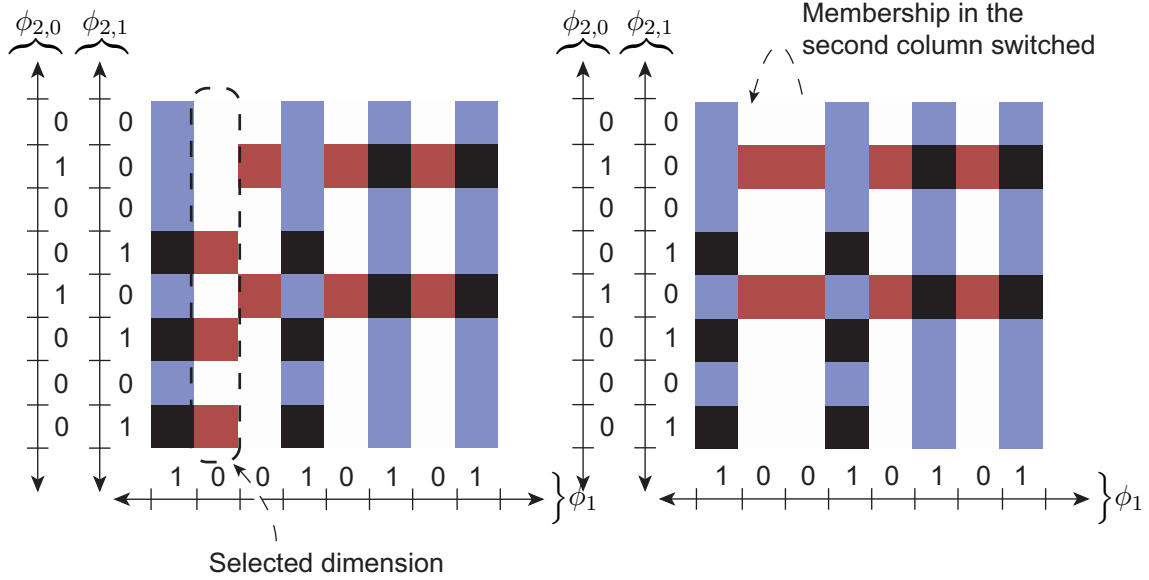 ϕ2,0 ϕ2,1 ϕ2,0 ϕ2,1 Membership in the
second column switched
0 0 0 0
1 0 1 0
0 0 0 0
0 1 0 1
1 0 1 0
0 1 0 1
0 0 0 0
0 1 0 1
1 0 0 1 0 1 0 1 1 0 0 1 0 1 0 1
}ϕ1 }ϕ1
Selected dimension